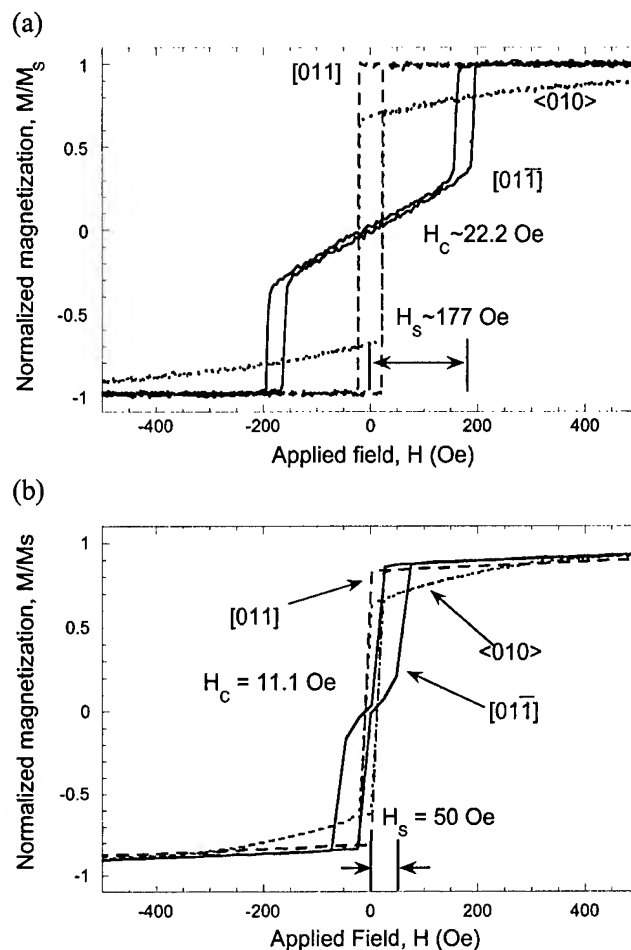 (a)
Normalized magnetization, M/M_S
1
0.5
0
-0.5
-1
[011]
<010>
[011̅]
H_C~22.2 Oe
H_S~177 Oe
-400 -200 0 200 400
Applied field, H (Oe)
(b)
Normalized magnetization, M/Ms
1
0.5
0
-0.5
-1
[011]
<010>
H_C = 11.1 Oe
[01̅1̅]
H_S = 50 Oe
-400 -200 0 200 400
Applied Field, H (Oe)